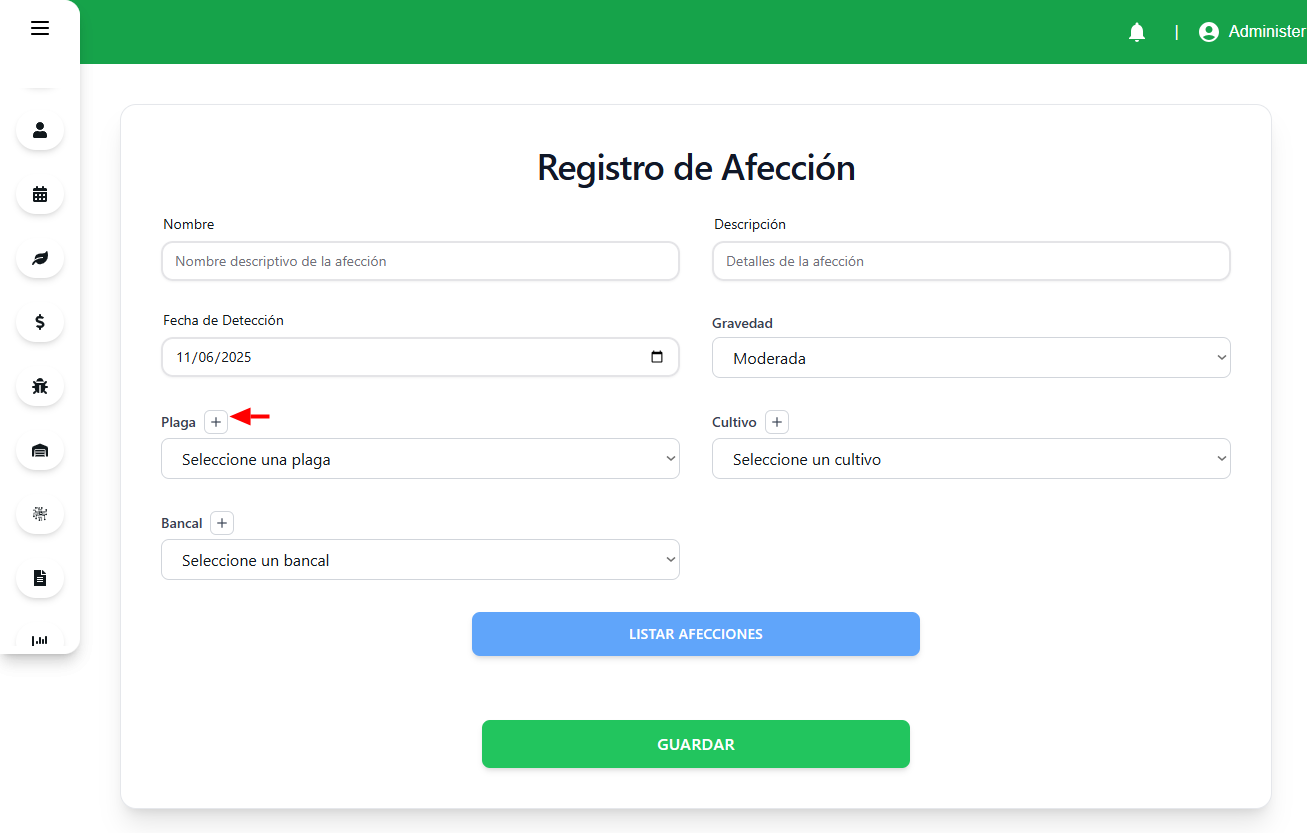 | Administer
Registro de Afección
Nombre
Descripción
Nombre descriptivo de la afección
Detalles de la afección
Fecha de Detección
Gravedad
11/06/2025
Moderada
Plaga +
Cultivo +
Seleccione una plaga
Seleccione un cultivo
Bancal +
Seleccione un bancal
LISTAR AFECCIONES
GUARDAR